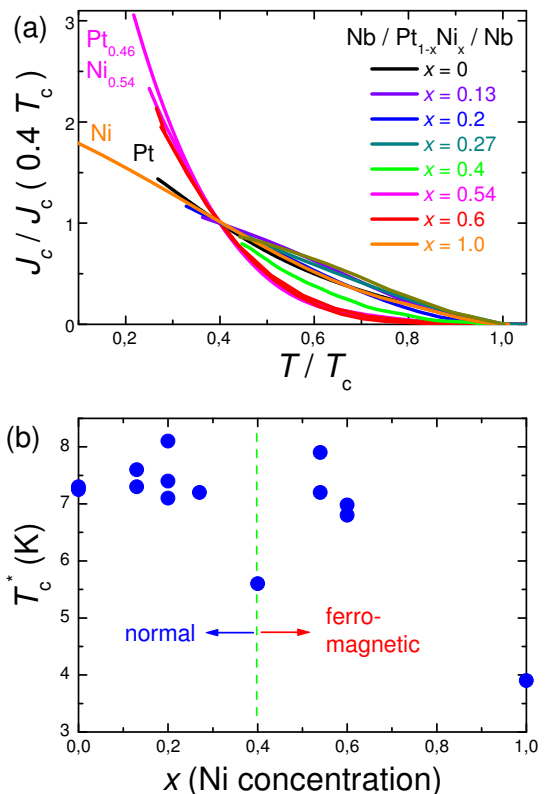 (a)
Nb / Pt1-xNix / Nb
x = 0
x = 0.13
x = 0.2
x = 0.27
x = 0.4
x = 0.54
x = 0.6
x = 1.0
Pt0.46
Ni0.54
Ni
Pt
Jc / Jc ( 0.4 Tc )
3
2
1
0
0,2 0,4 0,6 0,8 1,0
T / Tc
(b)
Tc* (K)
8
7
6
5
4
3
normal
ferro-
magnetic
0,0 0,2 0,4 0,6 0,8 1,0
x (Ni concentration)